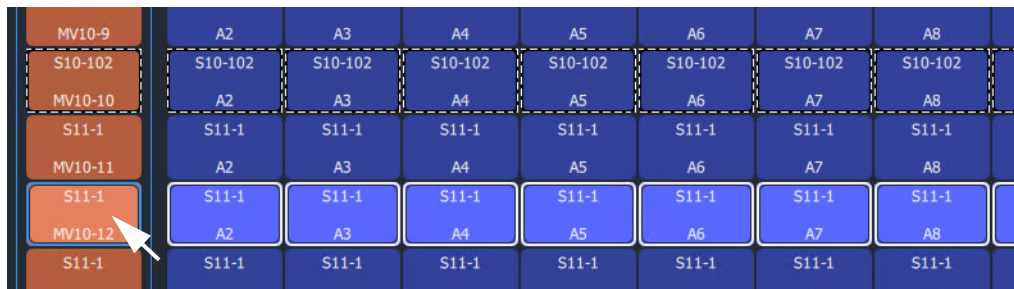 MV10-9 A2 A3 A4 A5 A6 A7 A8
S10-102 S10-102 S10-102 S10-102 S10-102 S10-102 S10-102 S10-102
MV10-10 A2 A3 A4 A5 A6 A7 A8
S11-1 S11-1 S11-1 S11-1 S11-1 S11-1 S11-1 S11-1
MV10-11 A2 A3 A4 A5 A6 A7 A8
S11-1 S11-1 S11-1 S11-1 S11-1 S11-1 S11-1 S11-1
MV10-12 A2 A3 A4 A5 A6 A7 A8
S11-1 S11-1 S11-1 S11-1 S11-1 S11-1 S11-1 S11-1